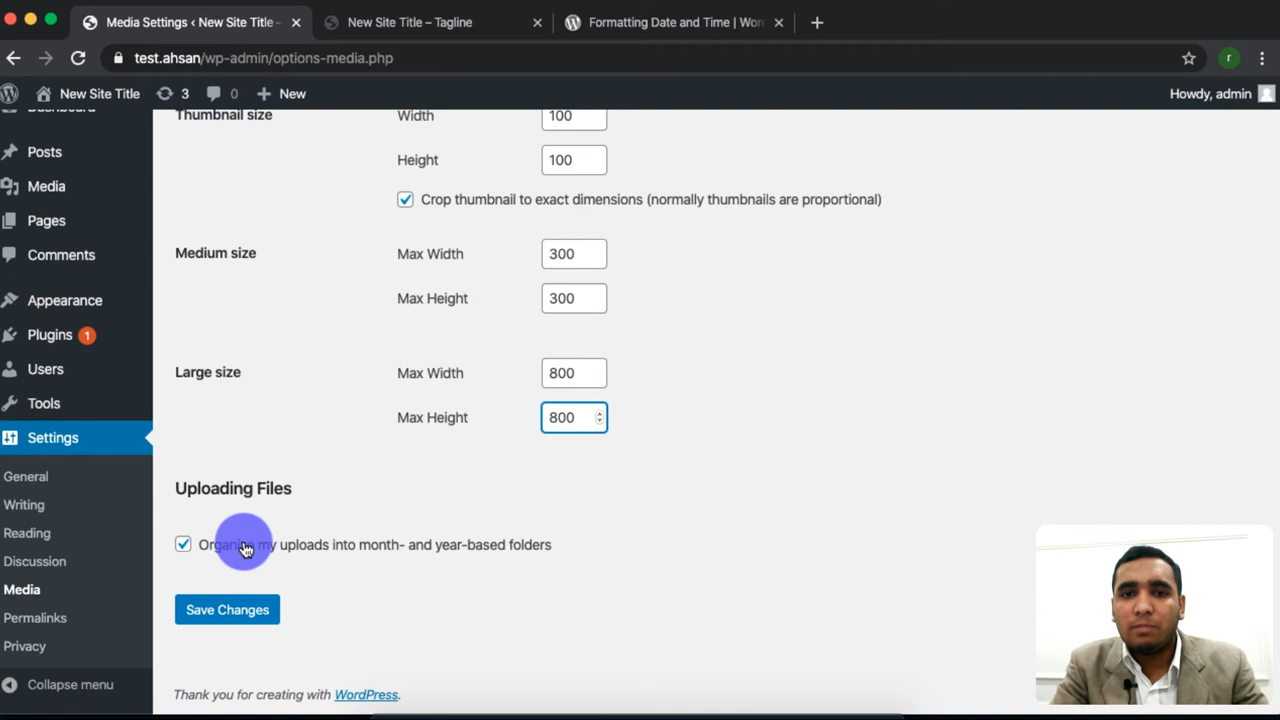 Media Settings ‹ New Site Title –
New Site Title – Tagline
Formatting Date and Time | Wor
test.ahsan/wp-admin/options-media.php
r
New Site Title
3
0
New
Howdy, admin
Dashboard
Posts
Media
Pages
Comments
Appearance
Plugins 1
Users
Tools
Settings
General
Writing
Reading
Discussion
Media
Permalinks
Privacy
Collapse menu
Thumbnail size
Width 100
Height 100
Crop thumbnail to exact dimensions (normally thumbnails are proportional)
Medium size
Max Width 300
Max Height 300
Large size
Max Width 800
Max Height 800
Uploading Files
Organise my uploads into month- and year-based folders
Save Changes
Thank you for creating with WordPress.